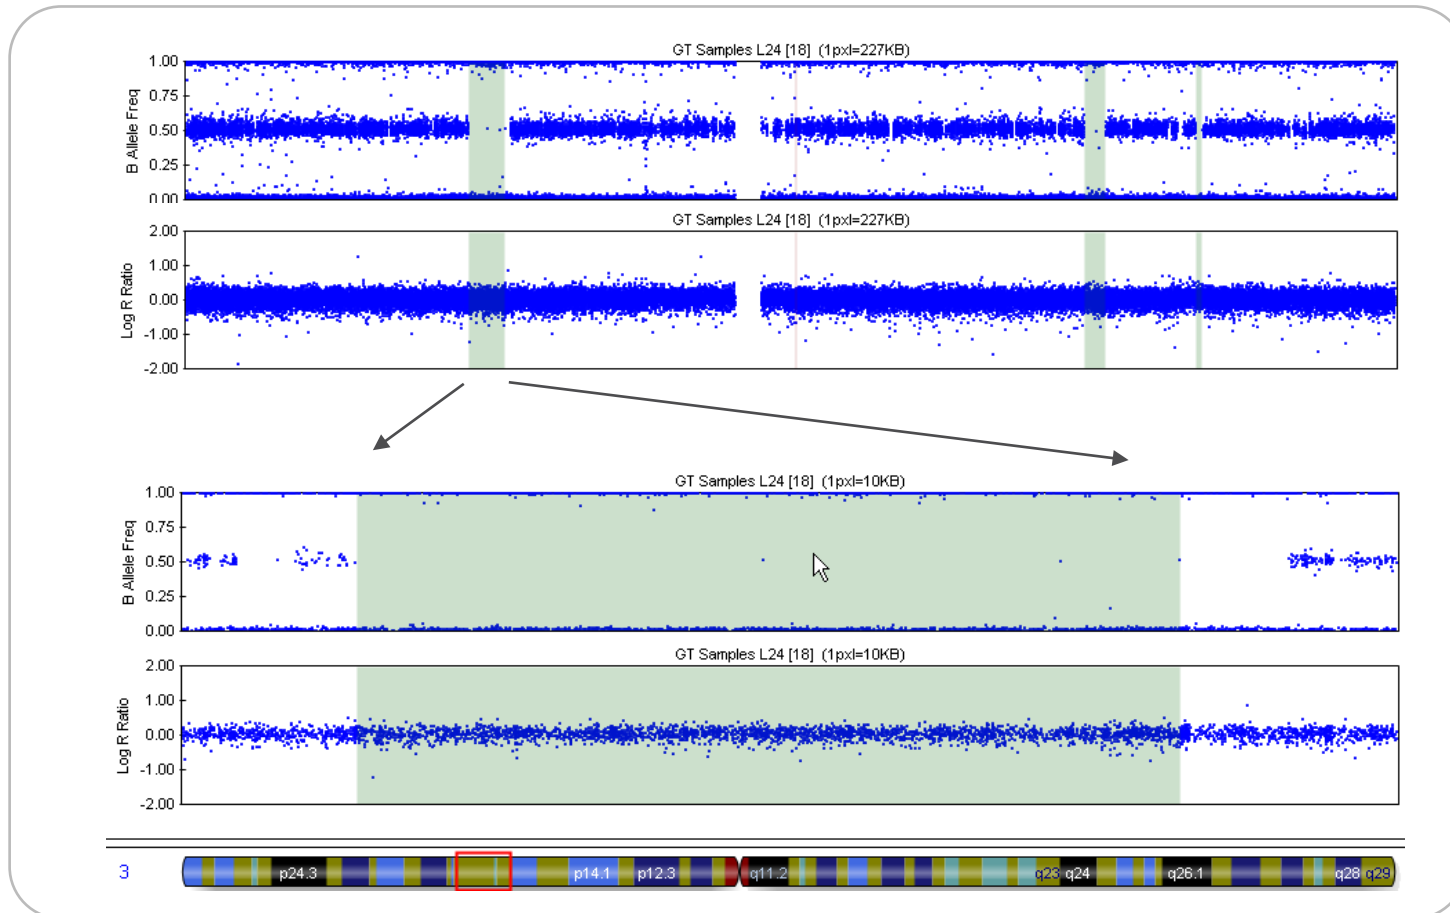 GT Samples L24 [18] (1pxl=227KB)
B Allele Freq
1.00
0.75
0.50
0.25
0.00
GT Samples L24 [18] (1pxl=227KB)
Log R Ratio
2.00
1.00
0.00
-1.00
-2.00
GT Samples L24 [18] (1pxl=10KB)
B Allele Freq
1.00
0.75
0.50
0.25
0.00
GT Samples L24 [18] (1pxl=10KB)
Log R Ratio
2.00
1.00
0.00
-1.00
-2.00
3 p24.3 p14.1 p12.3 q11.2 q23 q24 q26.1 q28 q29